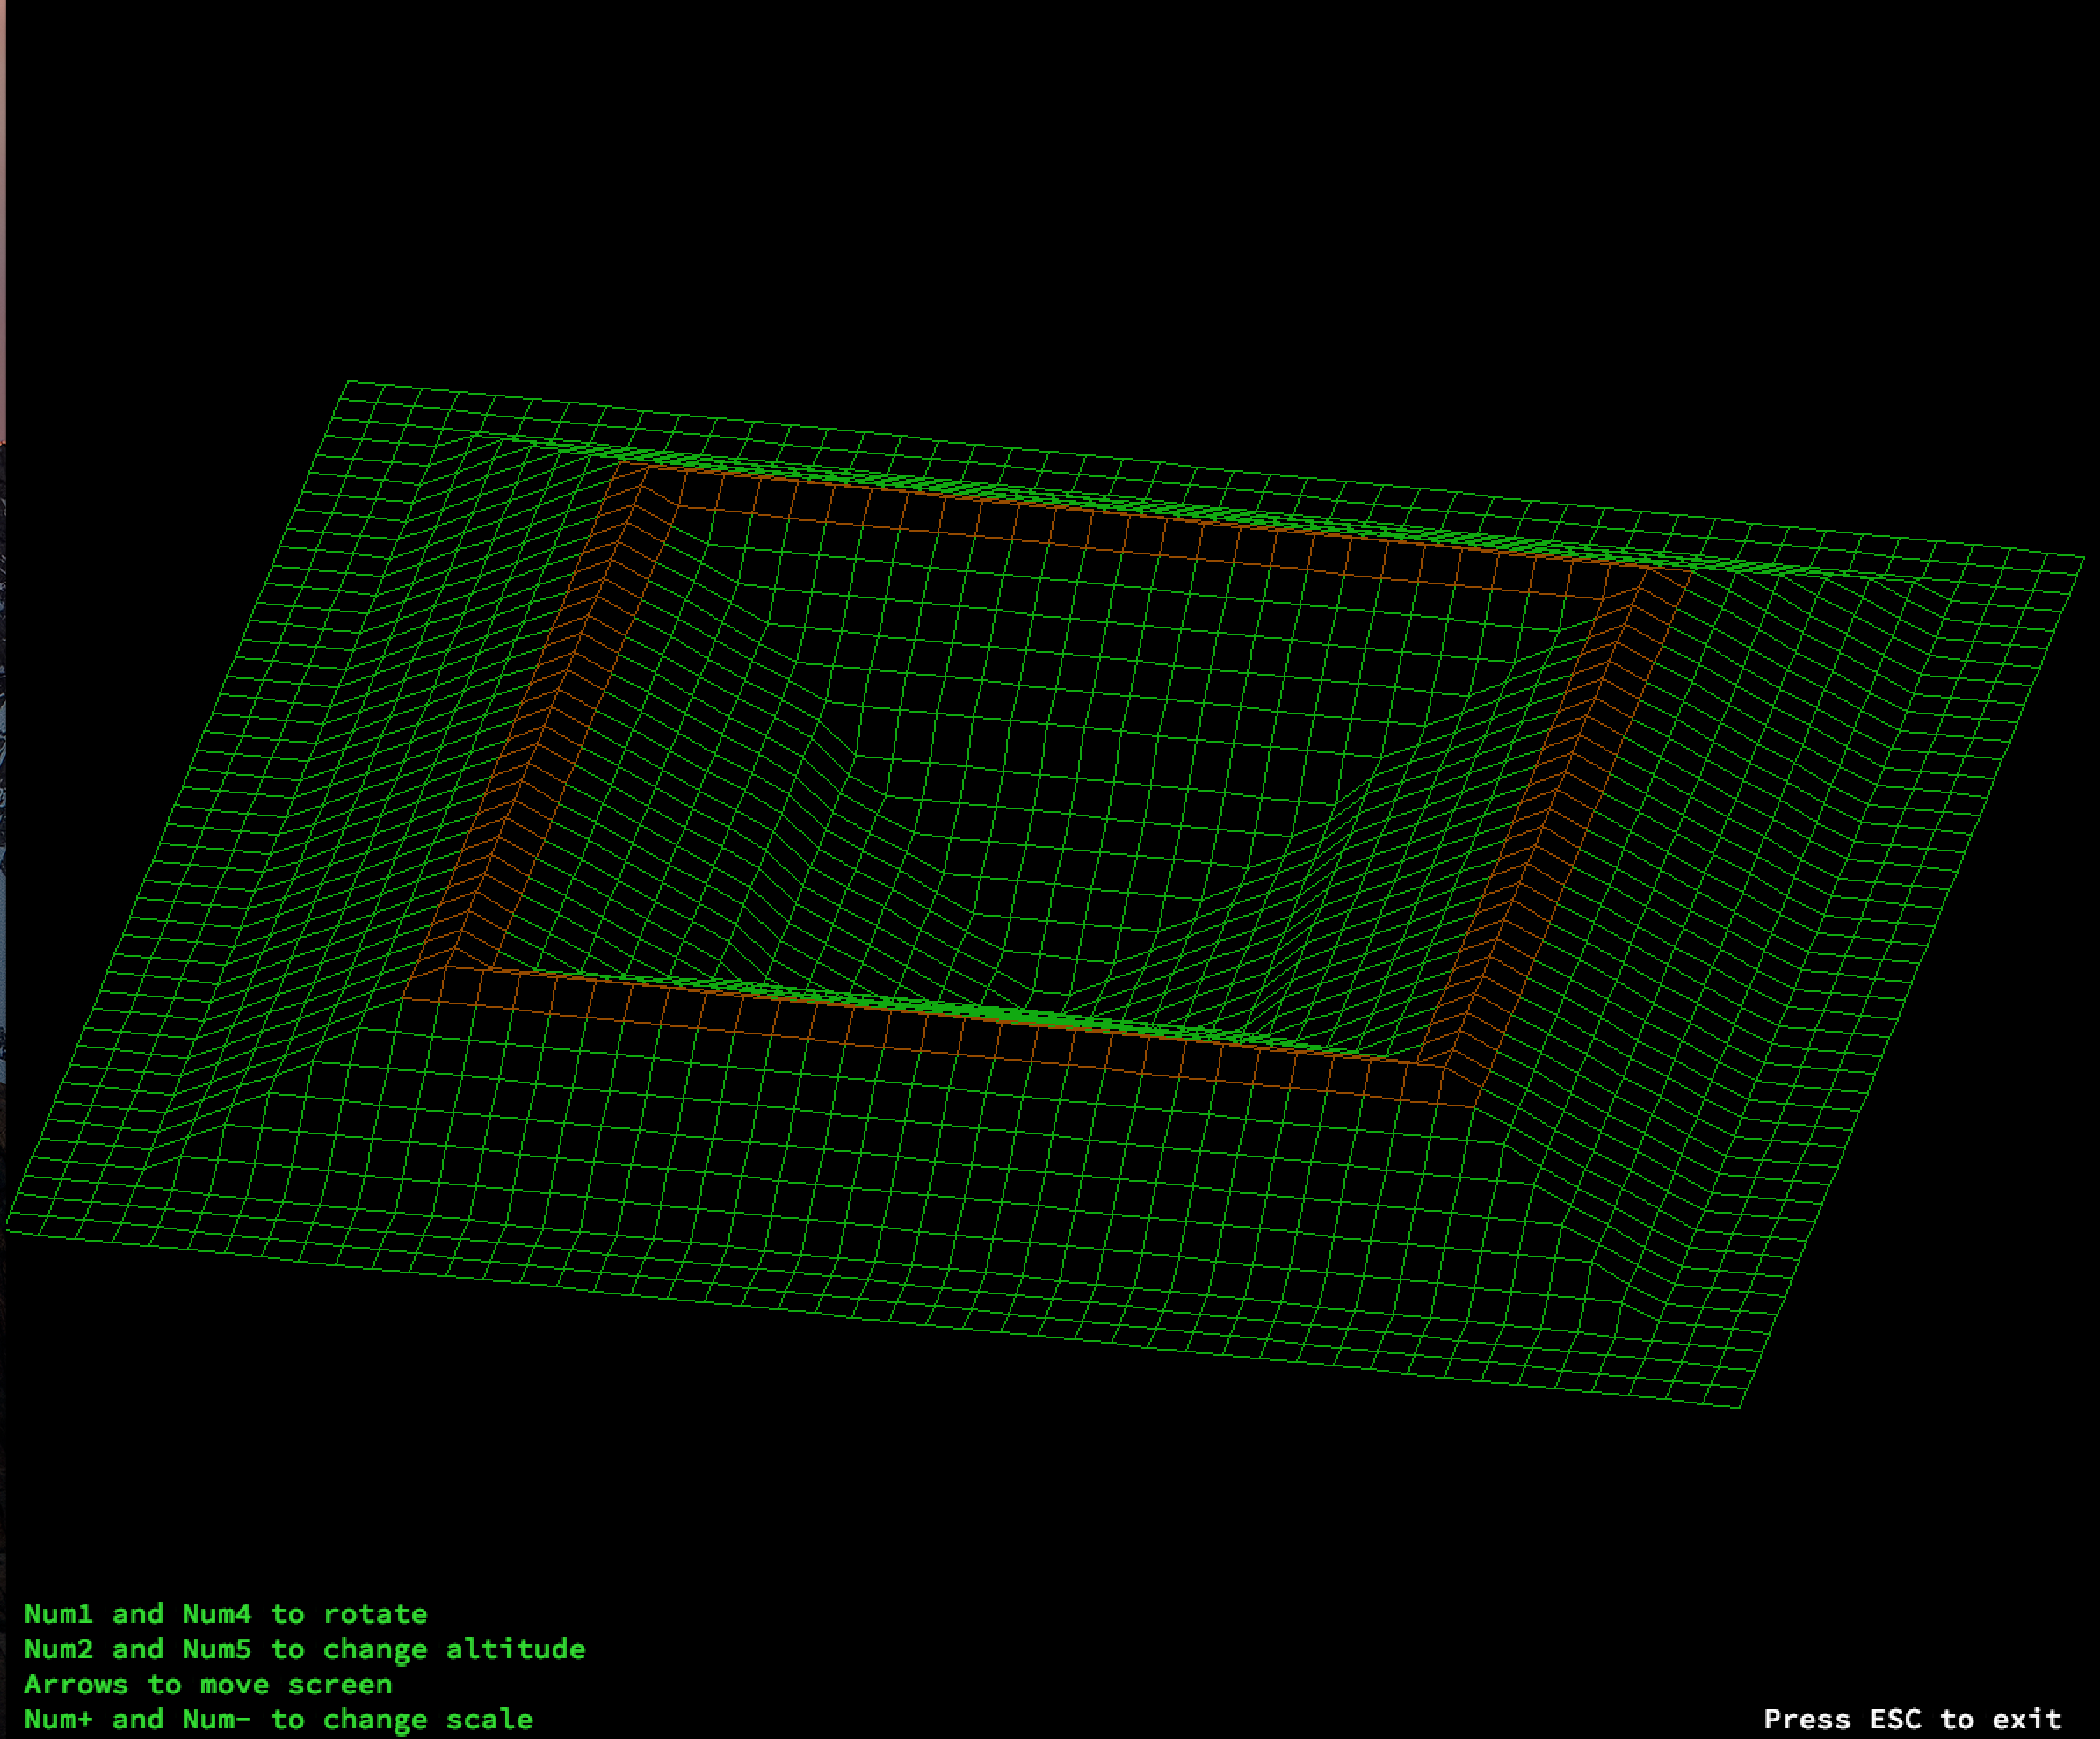 Num1 and Num4 to rotate
Num2 and Num5 to change altitude
Arrows to move screen
Num+ and Num- to change scale
Press ESC to exit